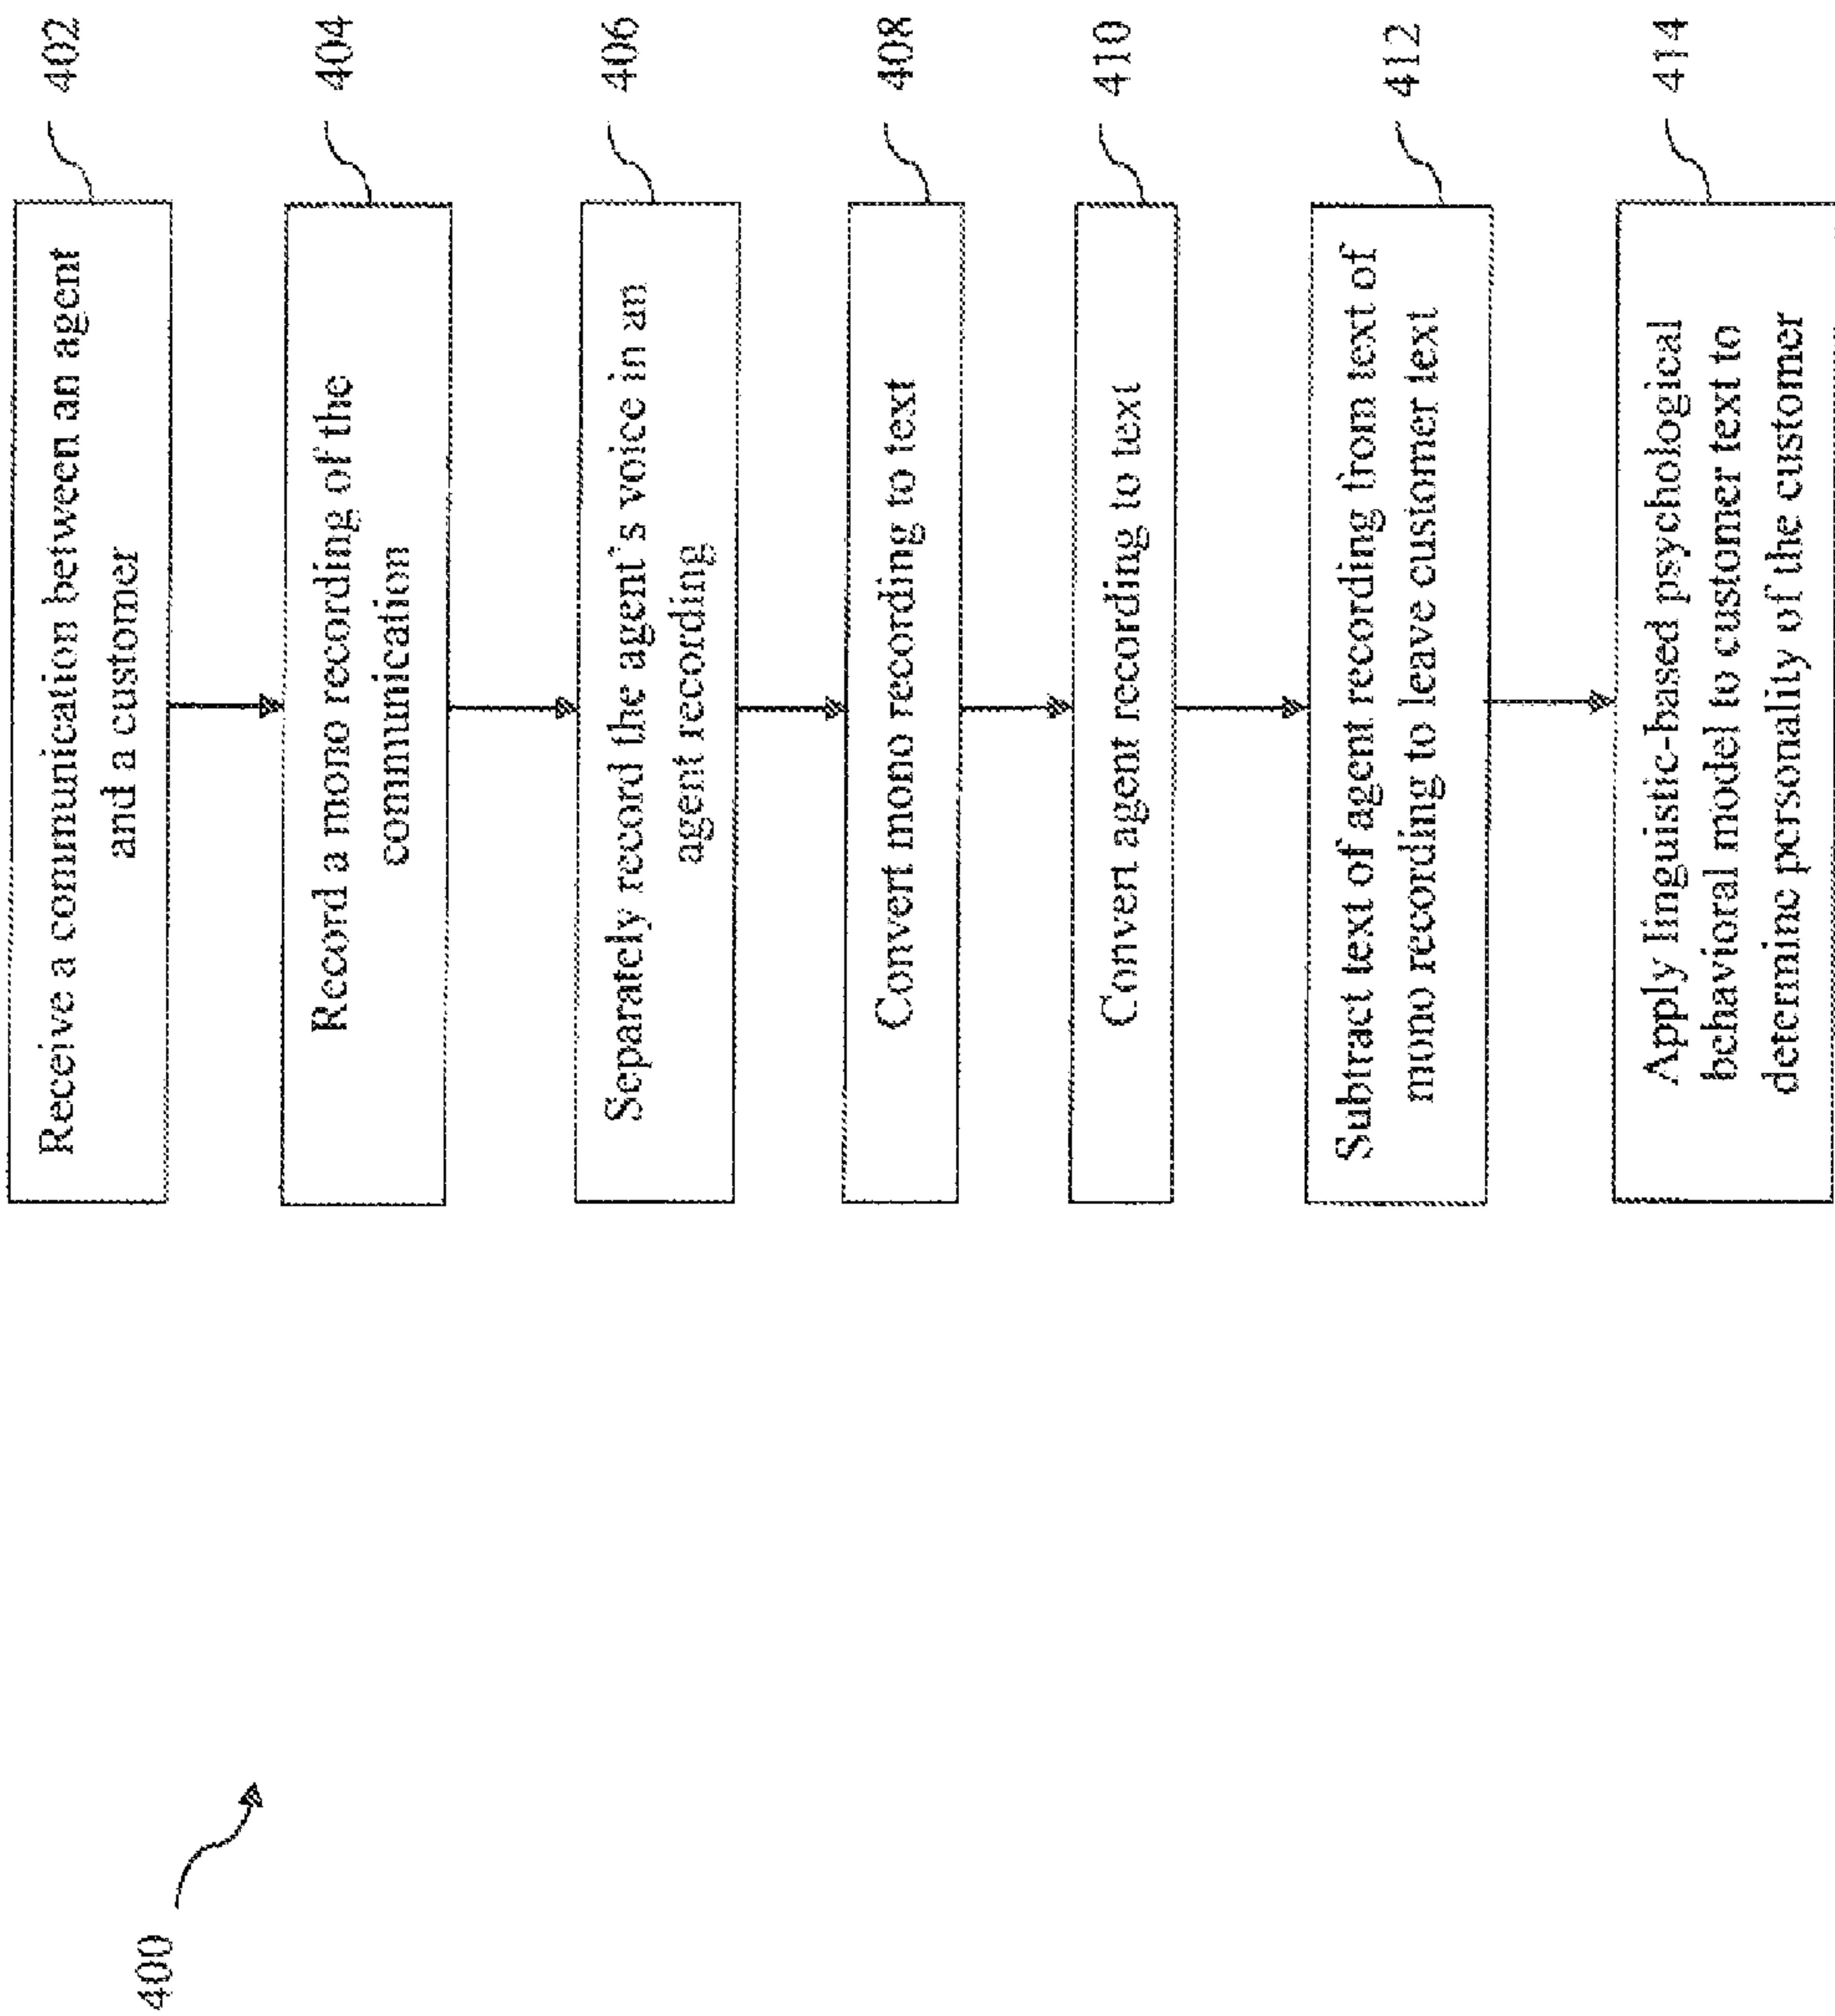 400
Receive a communication between an agent
and a customer
402
Record a mono recording of the
communication
404
Separately record the agent's voice in an
agent recording
406
Convert mono recording to text
408
Convert agent recording to text
410
Subtract text of agent recording from text of
mono recording to leave customer text
412
Apply linguistic-based psychological
behavioral model to customer text to
determine personality of the customer
414